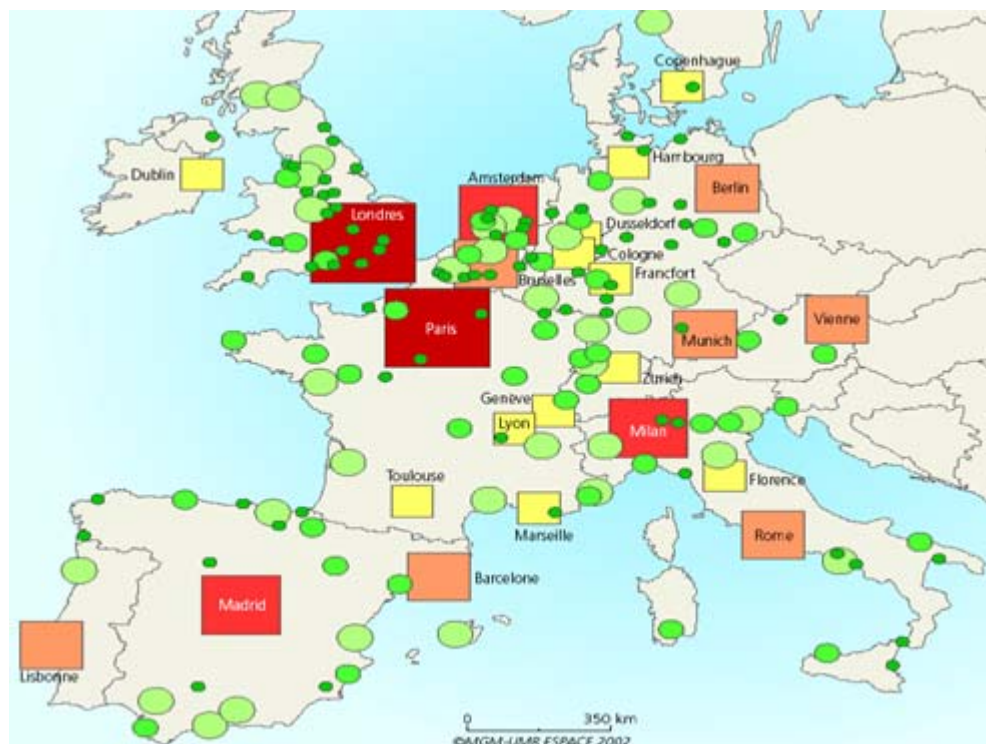 Copenhague
Hambourg
Dublin
Berlin
Amsterdam
Londres
Dusseldorf
Cologne
Francfort
Bruxelles
Paris
Munich
Vienne
Zurich
Genève
Lyon
Milan
Toulouse
Florence
Marseille
Rome
Barcelone
Madrid
Lisbonne
0 350 km
©MGM-UMR ESPACE 2002